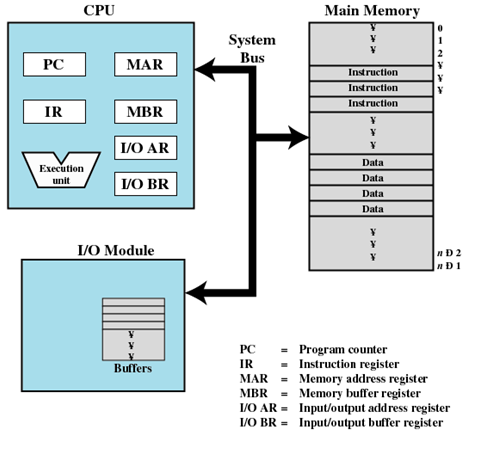 CPU
PC
MAR
IR
MBR
Execution
unit
I/O AR
I/O BR
System
Bus
Main Memory
¥
¥
¥
Instruction
Instruction
Instruction
¥
¥
¥
Data
Data
Data
Data
¥
¥
¥
0
1
2
¥
¥
¥
n Ð 2
n Ð 1
I/O Module
¥
¥
¥
Buffers
PC = Program counter
IR = Instruction register
MAR = Memory address register
MBR = Memory buffer register
I/O AR = Input/output address register
I/O BR = Input/output buffer register